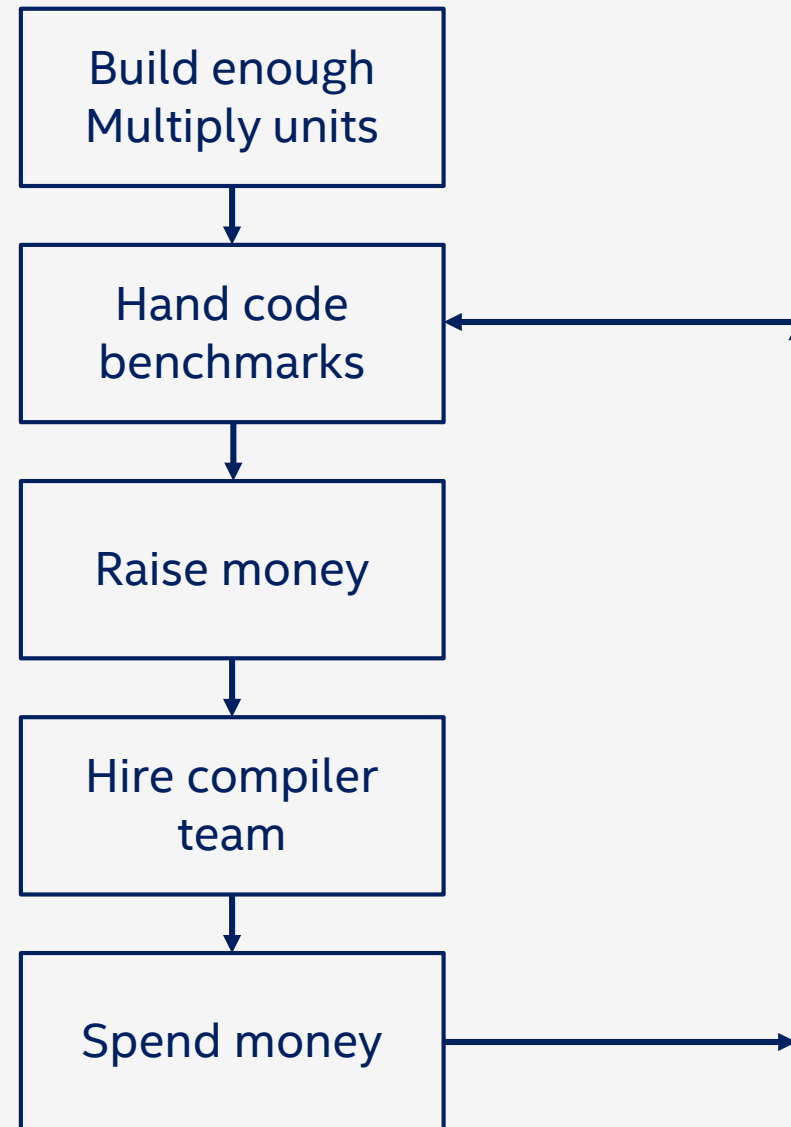 Build enough
Multiply units
Hand code
benchmarks
Raise money
Hire compiler
team
Spend money